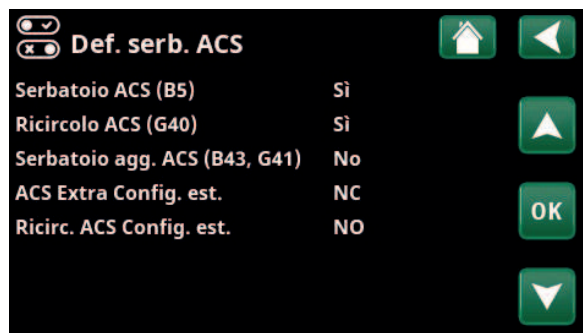 Def. serb. ACS
Serbatoio ACS (B5) Sì
Ricircolo ACS (G40) Sì
Serbatoio agg. ACS (B43, G41) No
ACS Extra Config. est. NC
OK
Ricirc. ACS Config. est. NO